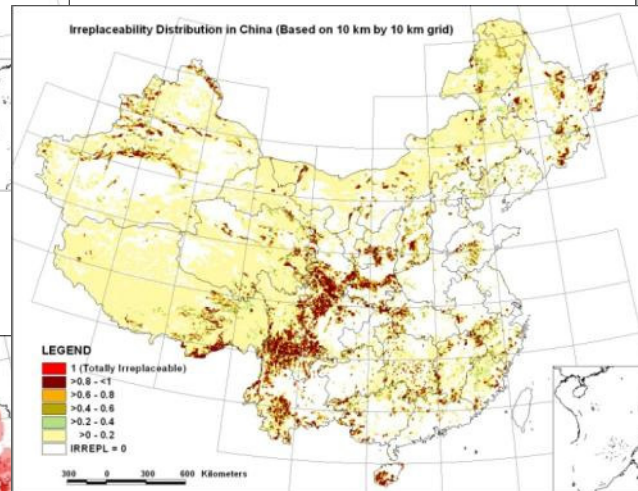 Irreplaceability Distribution in China (Based on 10 km by 10 km grid)
LEGEND
1 (Totally Irreplaceable)
>0.8 - <1
>0.6 - 0.8
>0.4 - 0.6
>0.2 - 0.4
>0 - 0.2
IRREPL = 0
300 0 300 600 Kilometers